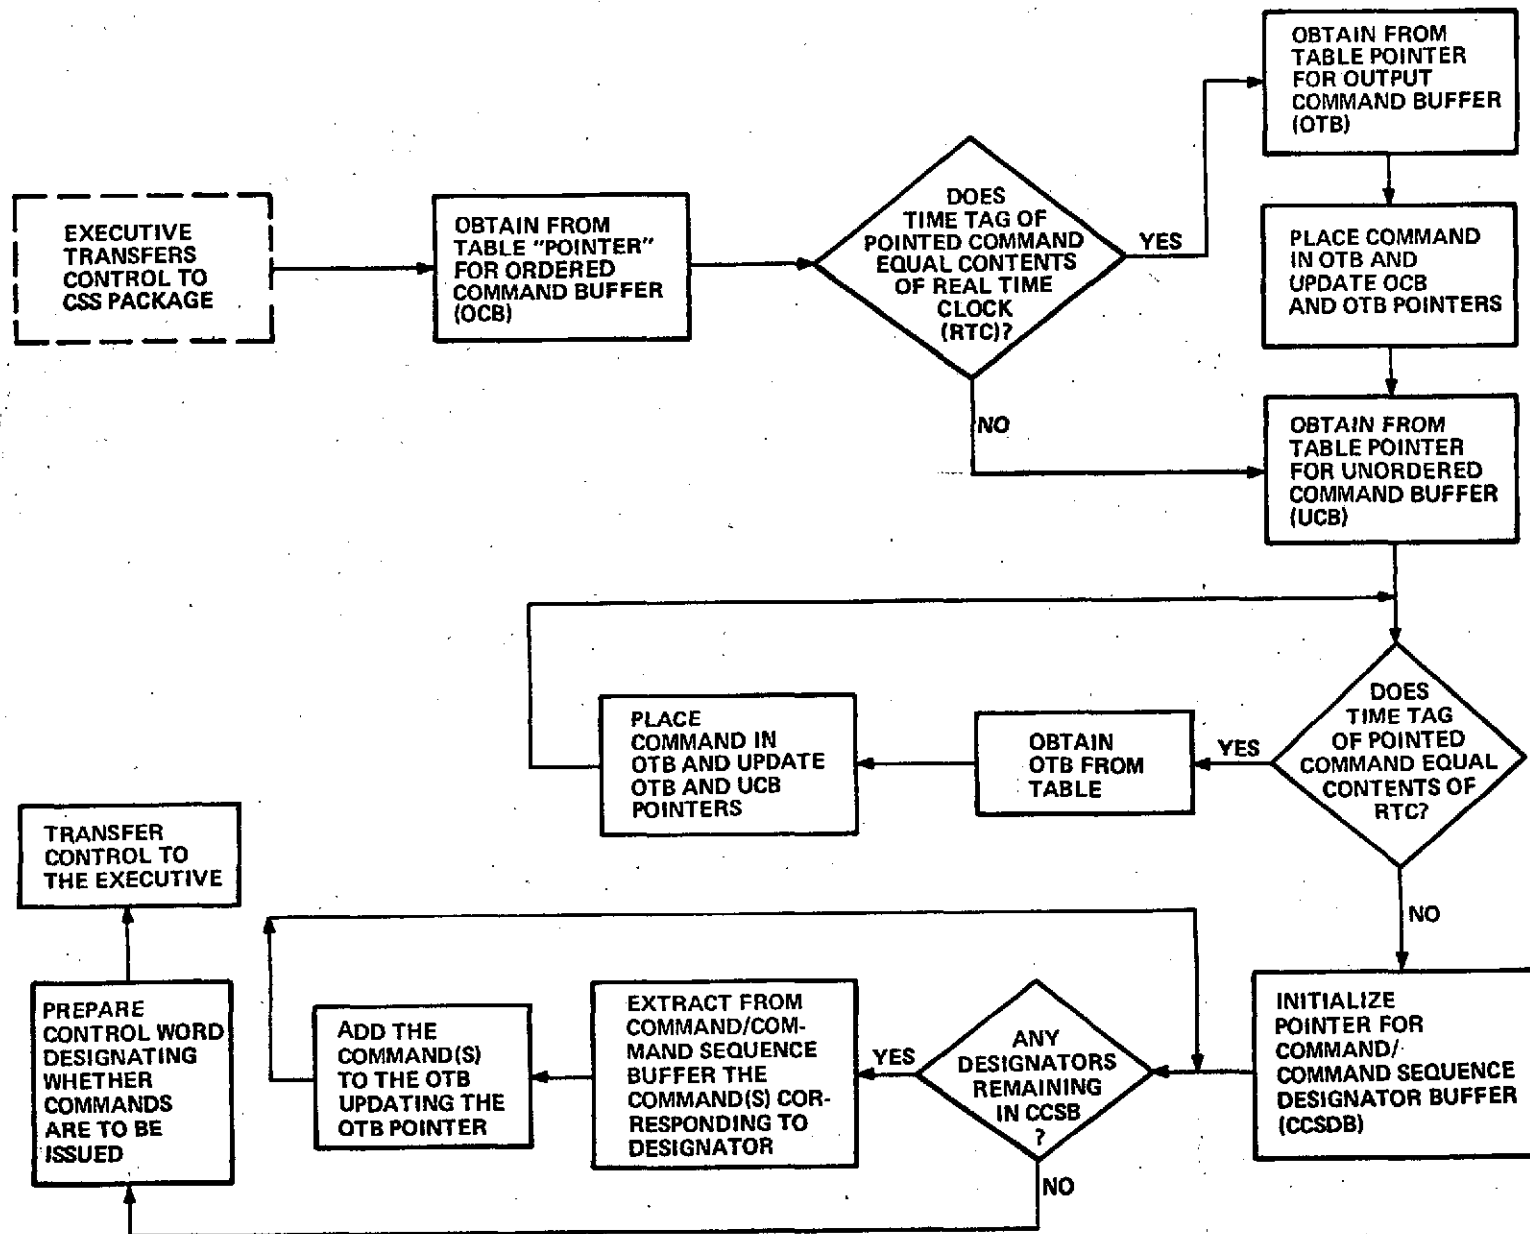 EXECUTIVE
TRANSFERS
CONTROL TO
CSS PACKAGE
OBTAIN FROM
TABLE "POINTER"
FOR ORDERED
COMMAND BUFFER
(OCB)
DOES
TIME TAG OF
POINTED COMMAND
EQUAL CONTENTS
OF REAL TIME
CLOCK
(RTC)?
YES
NO
OBTAIN FROM
TABLE POINTER
FOR OUTPUT
COMMAND BUFFER
(OTB)
PLACE COMMAND
IN OTB AND
UPDATE OCB
AND OTB POINTERS
OBTAIN FROM
TABLE POINTER
FOR UNORDERED
COMMAND BUFFER
(UCB)
DOES
TIME TAG
OF POINTED
COMMAND EQUAL
CONTENTS OF
RTC?
YES
NO
OBTAIN
OTB FROM
TABLE
PLACE
COMMAND IN
OTB AND UPDATE
OTB AND UCB
POINTERS
INITIALIZE
POINTER FOR
COMMAND/
COMMAND SEQUENCE
DESIGNATOR BUFFER
(CCSDB)
ANY
DESIGNATORS
REMAINING
IN CCSB
?
YES
NO
EXTRACT FROM
COMMAND/COM-
MAND SEQUENCE
BUFFER THE
COMMAND(S) COR-
RESPONDING TO
DESIGNATOR
ADD THE
COMMAND(S)
TO THE OTB
UPDATING THE
OTB POINTER
PREPARE
CONTROL WORD
DESIGNATING
WHETHER
COMMANDS
ARE TO BE
ISSUED
TRANSFER
CONTROL TO
THE EXECUTIVE